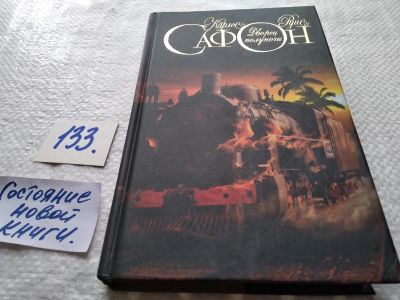 Карлос Руис
САФОН
Дворец
полуночи
133.
Состояние
новой
книги.